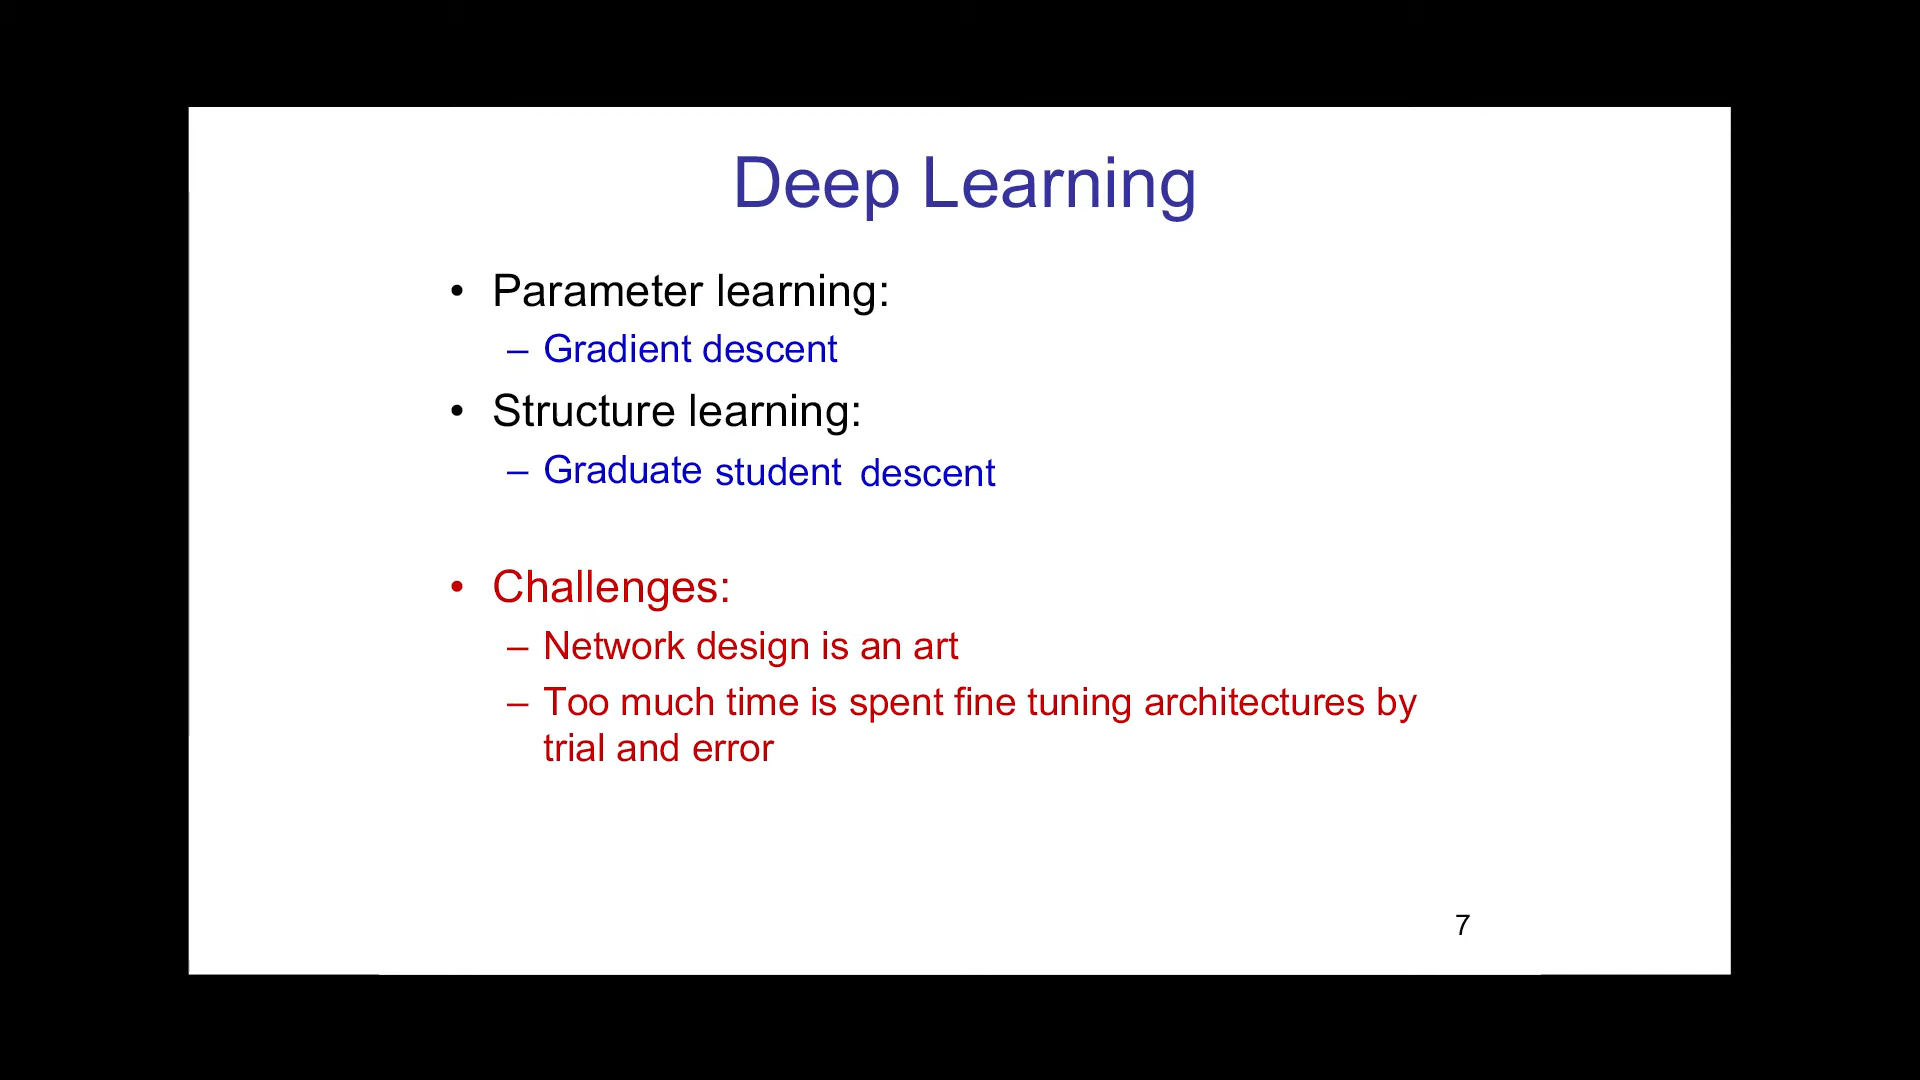 Deep Learning
• Parameter learning:
– Gradient descent
• Structure learning:
– Graduate student descent
• Challenges:
– Network design is an art
– Too much time is spent fine tuning architectures by
trial and error
7